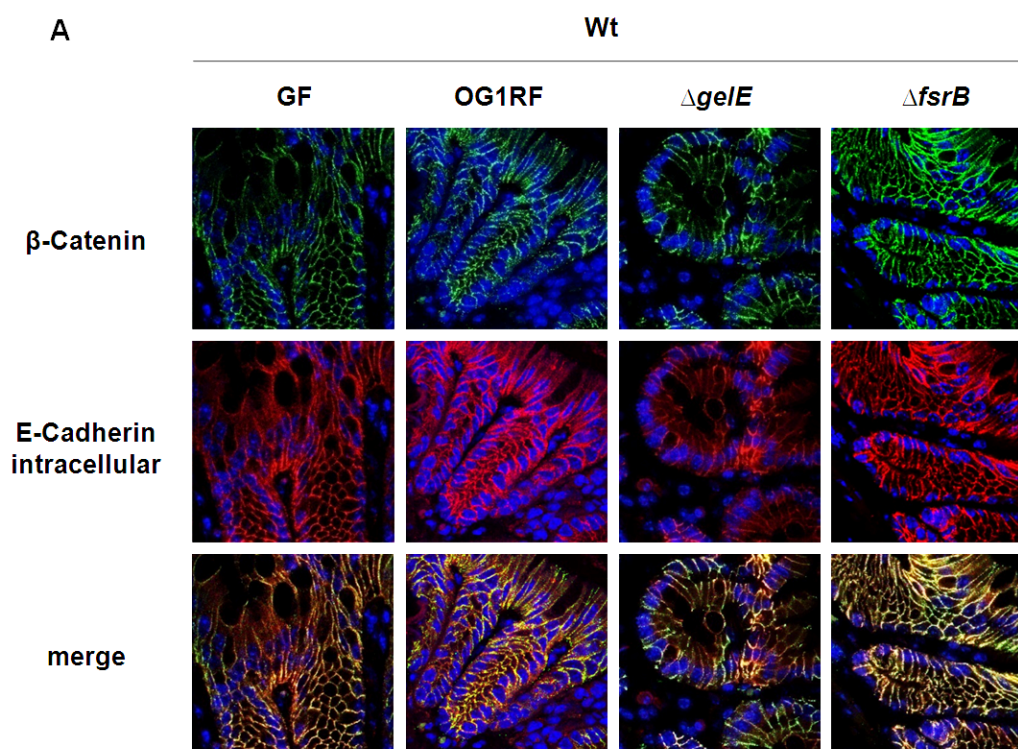 A
Wt
GF OG1RF ΔgelE ΔfsrB
β-Catenin
E-Cadherin
intracellular
merge